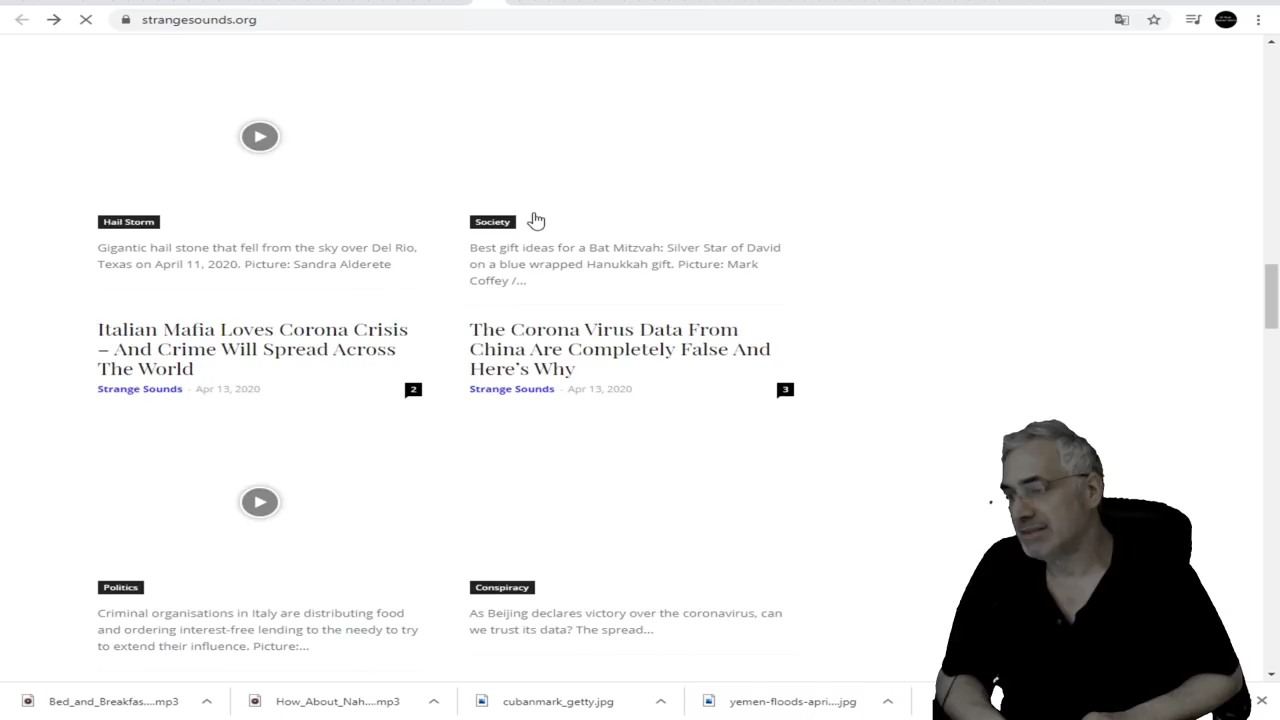 strangesounds.org
Hail Storm
Gigantic hail stone that fell from the sky over Del Rio,
Texas on April 11, 2020. Picture: Sandra Alderete
Society
Best gift ideas for a Bat Mitzvah: Silver Star of David
on a blue wrapped Hanukkah gift. Picture: Mark
Coffey /...
Italian Mafia Loves Corona Crisis
– And Crime Will Spread Across
The World
Strange Sounds - Apr 13, 2020
2
The Corona Virus Data From
China Are Completely False And
Here's Why
Strange Sounds - Apr 13, 2020
3
Politics
Criminal organisations in Italy are distributing food
and ordering interest-free lending to the needy to try
to extend their influence. Picture:...
Conspiracy
As Beijing declares victory over the coronavirus, can
we trust its data? The spread...
Bed_and_Breakfas....mp3
How_About_Nah....mp3
cubanmark_getty.jpg
yemen-floods-apri....jpg